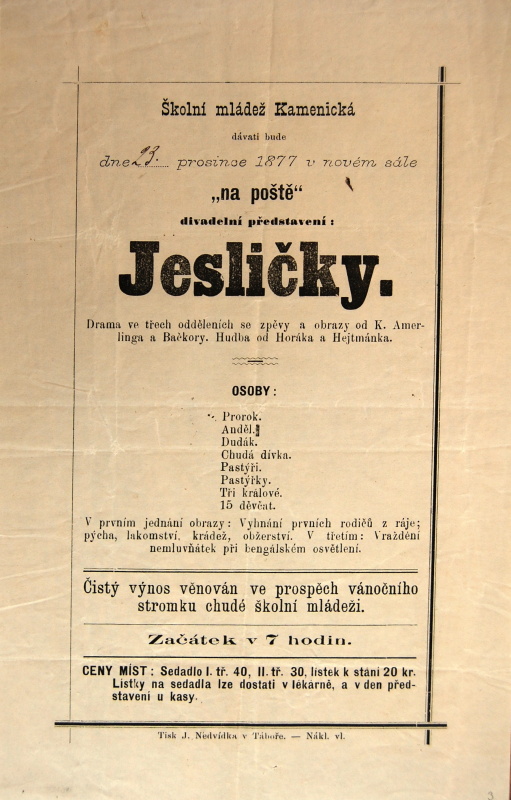 Školní mládež Kamenická
dávati bude
dne 23. prosince 1877 v novém sále
„na poště“
divadelní představení:
Jesličky.
Drama ve třech odděleních se zpěvy a obrazy od K. Amer-
linga a Bačkory. Hudba od Horáka a Hejtmánka.
OSOBY:
Prorok.
Anděl.
Dudák.
Chudá dívka.
Pastýři.
Pastýřky.
Tři králové.
15 děvčat.
V prvním jednání obrazy: Vyhnání prvních rodičů z ráje;
pýcha, lakomství, krádež, obžerství. V třetím: Vraždění
nemluvňátek při bengálském osvětlení.
Čistý výnos věnován ve prospěch vánočního
stromku chudé školní mládeži.
Začátek v 7 hodin.
CENY MÍST: Sedadlo I. tř. 40, II. tř. 30, lístek k stání 20 kr.
Lístky na sedadla lze dostati v lékárně, a v den před-
stavení u kasy.
Tisk J. Nedvídka v Táboře. — Nákl. vl.